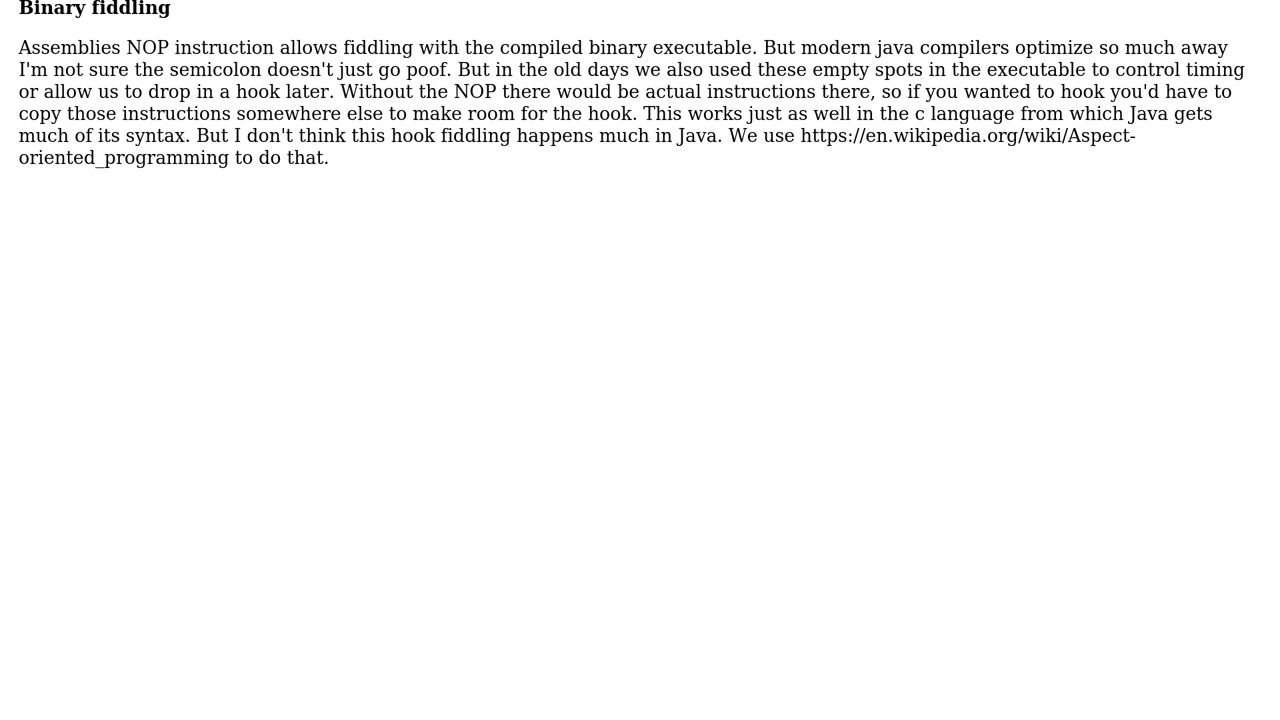 Binary fiddling
Assemblies NOP instruction allows fiddling with the compiled binary executable. But modern java compilers optimize so much away
I'm not sure the semicolon doesn't just go poof. But in the old days we also used these empty spots in the executable to control timing
or allow us to drop in a hook later. Without the NOP there would be actual instructions there, so if you wanted to hook you'd have to
copy those instructions somewhere else to make room for the hook. This works just as well in the c language from which Java gets
much of its syntax. But I don't think this hook fiddling happens much in Java. We use https://en.wikipedia.org/wiki/Aspect-
oriented_programming to do that.